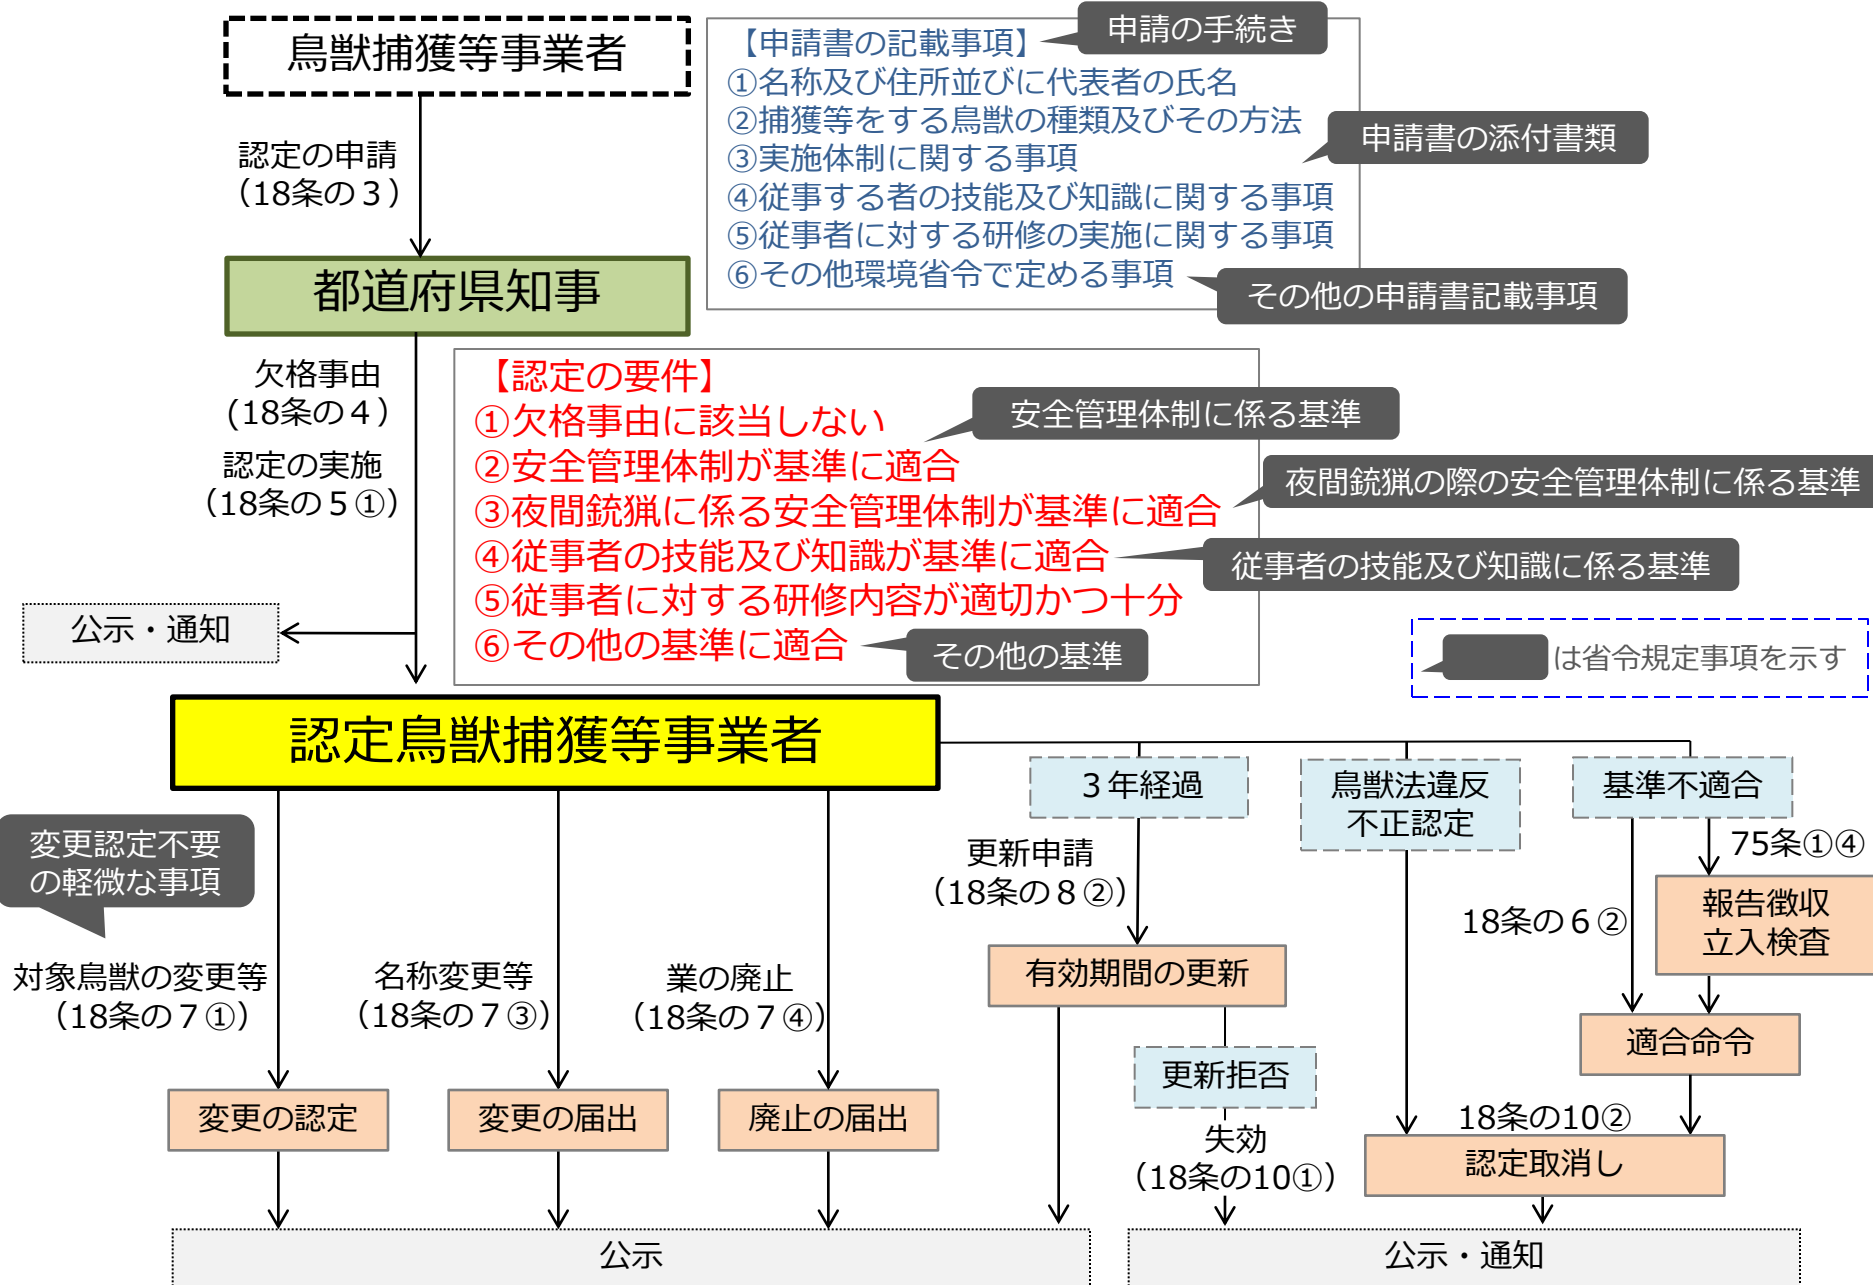 鳥獣捕獲等事業者
認定の申請
（18条の３）
都道府県知事
申請の手続き
【申請書の記載事項】
①名称及び住所並びに代表者の氏名
②捕獲等をする鳥獣の種類及びその方法
③実施体制に関する事項
④従事する者の技能及び知識に関する事項
⑤従事者に対する研修の実施に関する事項
⑥その他環境省令で定める事項
申請書の添付書類
その他の申請書記載事項
欠格事由
(18条の４）
認定の実施
（18条の５①）
公示・通知
【認定の要件】
①欠格事由に該当しない
②安全管理体制が基準に適合
③夜間銃猟に係る安全管理体制が基準に適合
④従事者の技能及び知識が基準に適合
⑤従事者に対する研修内容が適切かつ十分
⑥その他の基準に適合
安全管理体制に係る基準
夜間銃猟の際の安全管理体制に係る基準
従事者の技能及び知識に係る基準
その他の基準
は省令規定事項を示す
認定鳥獣捕獲等事業者
３年経過
鳥獣法違反
不正認定
基準不適合
変更認定不要
の軽微な事項
更新申請
（18条の８②）
75条①④
報告徴収
立入検査
18条の６②
対象鳥獣の変更等
（18条の７①）
名称変更等
（18条の７③）
業の廃止
（18条の７④）
有効期間の更新
適合命令
更新拒否
変更の認定
変更の届出
廃止の届出
失効
（18条の10①）
18条の10②
認定取消し
公示
公示・通知